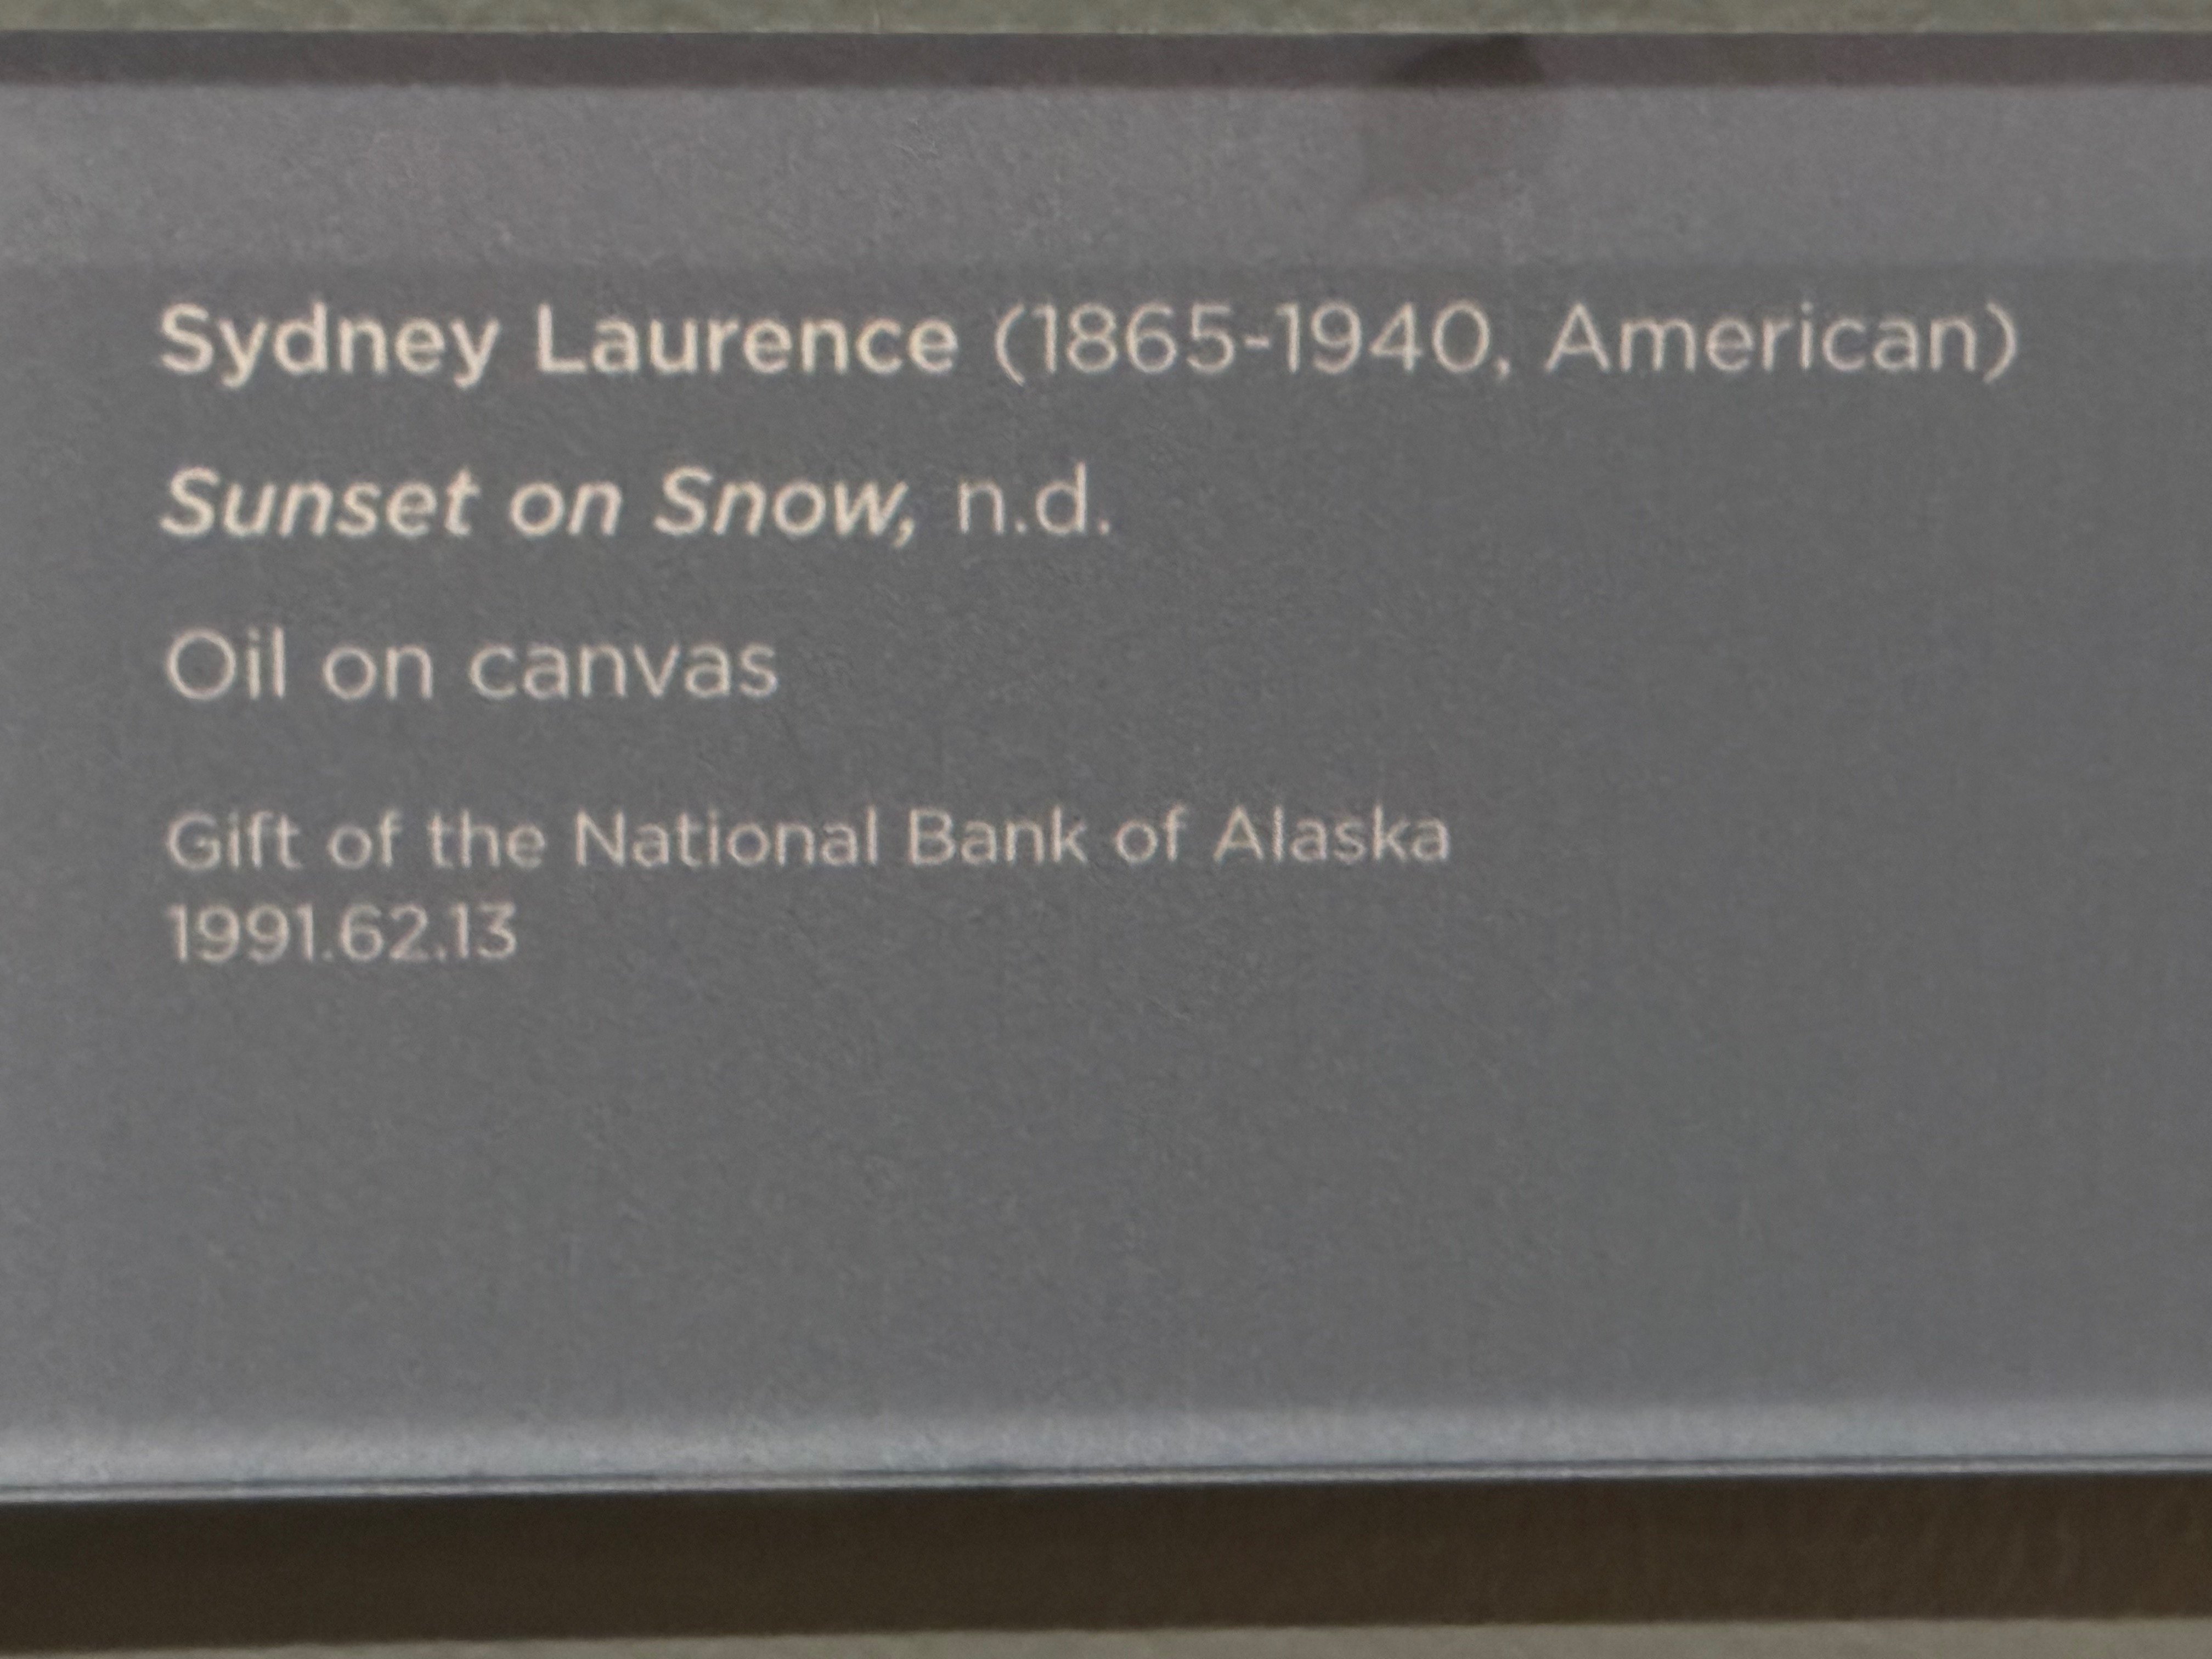 Sydney Laurence (1865-1940, American)
Sunset on Snow, n.d.
Oil on canvas
Gift of the National Bank of Alaska
1991.62.13